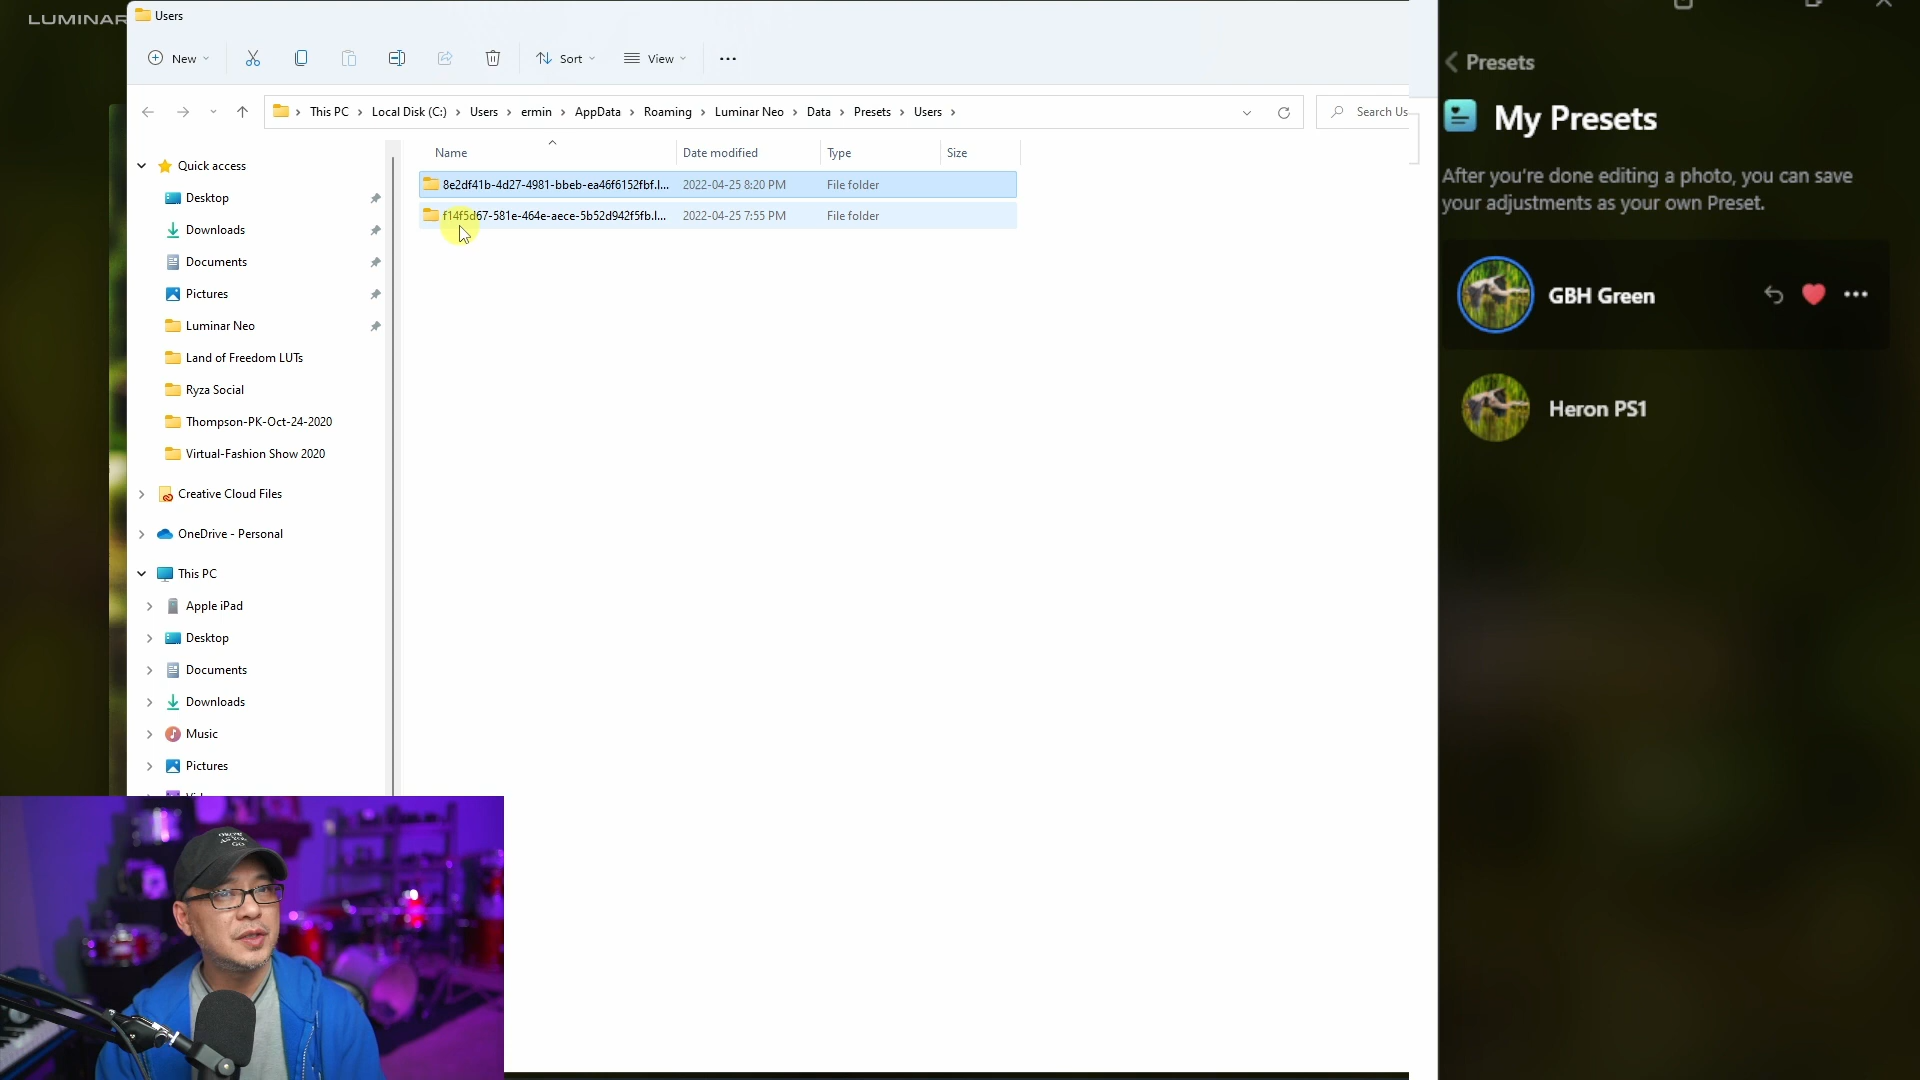 LUMINAR
Users
New
Sort
View
This PC
Local Disk (C:)
Users
ermin
AppData
Roaming
Luminar Neo
Data
Presets
Users
Search Us
Name
Date modified
Type
Size
8e2df41b-4d27-4981-bbeb-ea46f6152fbf.l...
2022-04-25 8:20 PM
File folder
f14f5d67-581e-464e-aece-5b52d942f5fb.l...
2022-04-25 7:55 PM
File folder
Quick access
Desktop
Downloads
Documents
Pictures
Luminar Neo
Land of Freedom LUTs
Ryza Social
Thompson-PK-Oct-24-2020
Virtual-Fashion Show 2020
Creative Cloud Files
OneDrive - Personal
This PC
Apple iPad
Desktop
Documents
Downloads
Music
Pictures
Presets
My Presets
After you're done editing a photo, you can save
your adjustments as your own Preset.
GBH Green
Heron PS1